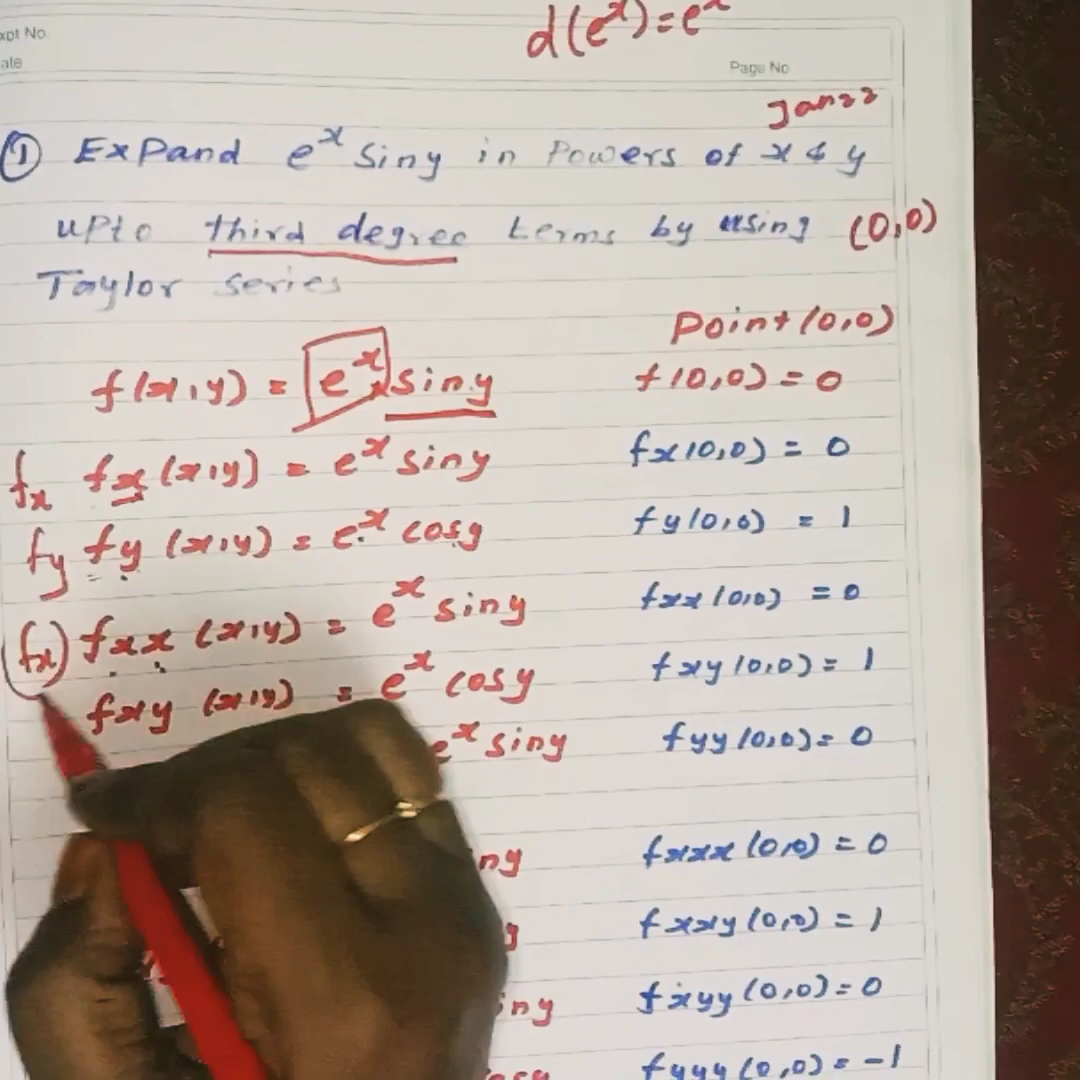 d(e^x)=e^x
xpt No.
ate
Page No
Jan22
① Expand e^x Siny in Powers of x & y
upto third degree terms by using (0,0)
Taylor series
Point (0,0)
f(x,y) = e^x siny f(0,0) = 0
fx fx (x,y) = e^x siny fx(0,0) = 0
fy fy (x,y) = e^x cosy fy(0,0) = 1
(fx) fxx (x,y) = e^x siny fxx(0,0) = 0
fxy (x,y) = e^x cosy fxy(0,0) = 1
e^x siny fyy(0,0) = 0
ny fxxx(0,0) = 0
y fxxy(0,0) = 1
iny fxyy(0,0) = 0
fyyy(0,0) = -1